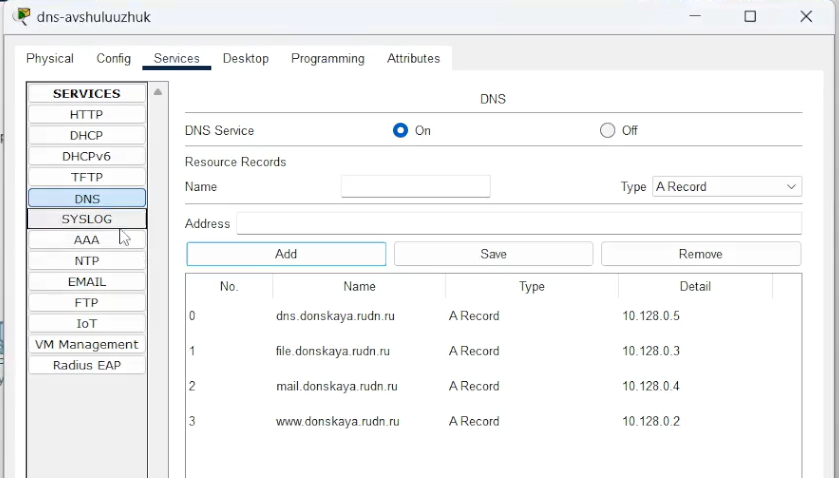 dns-avshuluuzhuk
Physical Config Services Desktop Programming Attributes
SERVICES
HTTP
DHCP
DHCPv6
TFTP
DNS
SYSLOG
AAA
NTP
EMAIL
FTP
IoT
VM Management
Radius EAP
DNS
DNS Service On Off
Resource Records
Name Type A Record
Address
Add Save Remove
No. Name Type Detail
0 dns.donskaya.rudn.ru A Record 10.128.0.5
1 file.donskaya.rudn.ru A Record 10.128.0.3
2 mail.donskaya.rudn.ru A Record 10.128.0.4
3 www.donskaya.rudn.ru A Record 10.128.0.2